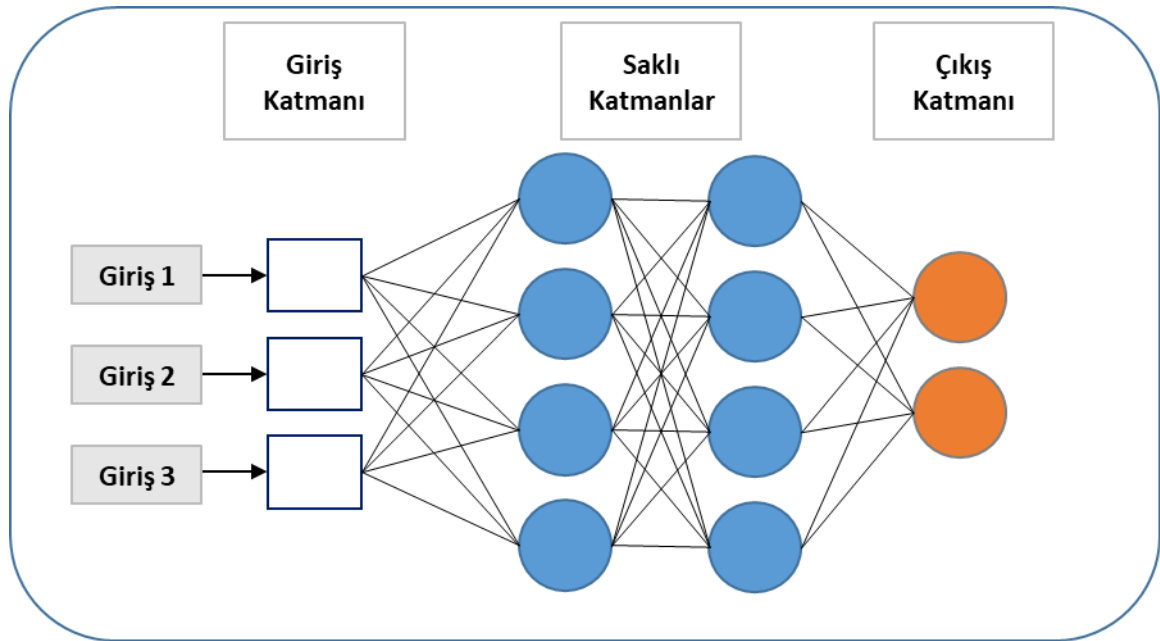 Giriş
Katmanı
Saklı
Katmanlar
Çıkış
Katmanı
Giriş 1
Giriş 2
Giriş 3